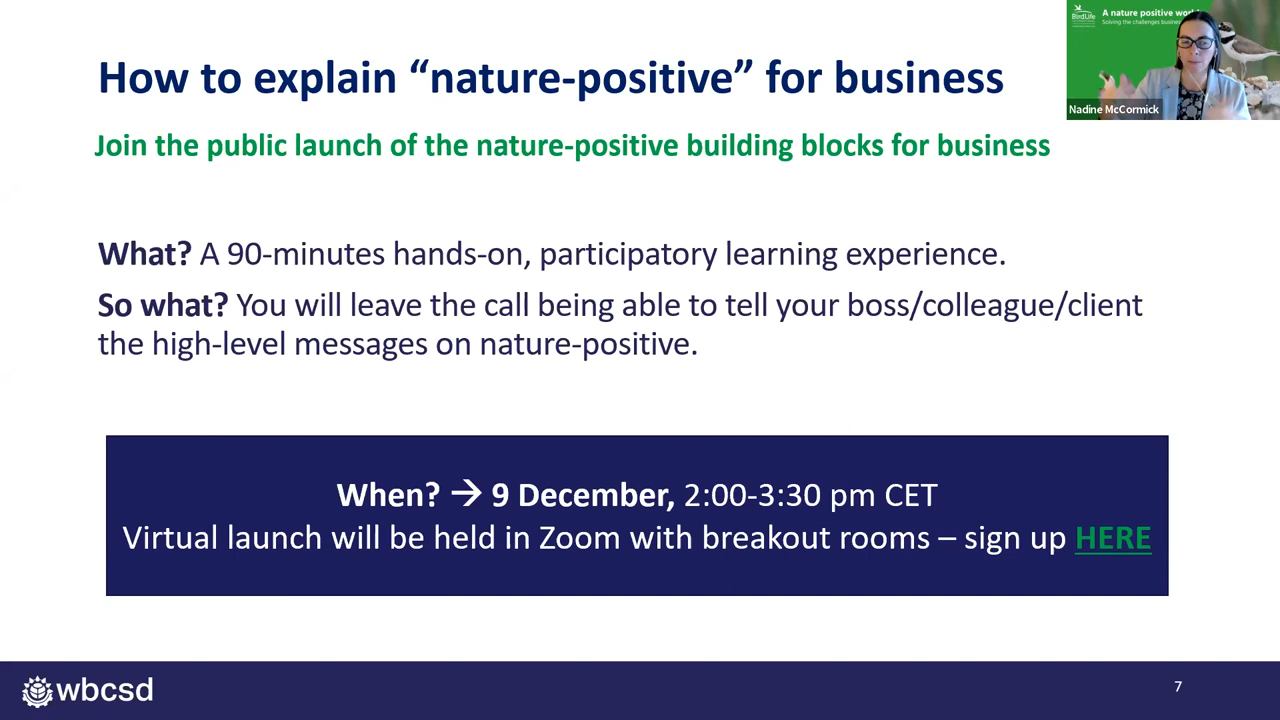 How to explain “nature-positive” for business
Join the public launch of the nature-positive building blocks for business
What? A 90-minutes hands-on, participatory learning experience.
So what? You will leave the call being able to tell your boss/colleague/client
the high-level messages on nature-positive.
When? → 9 December, 2:00-3:30 pm CET
Virtual launch will be held in Zoom with breakout rooms – sign up HERE
wbcsd
7
BirdLife
A nature positive
Solving the challenges
Nadine McCormick